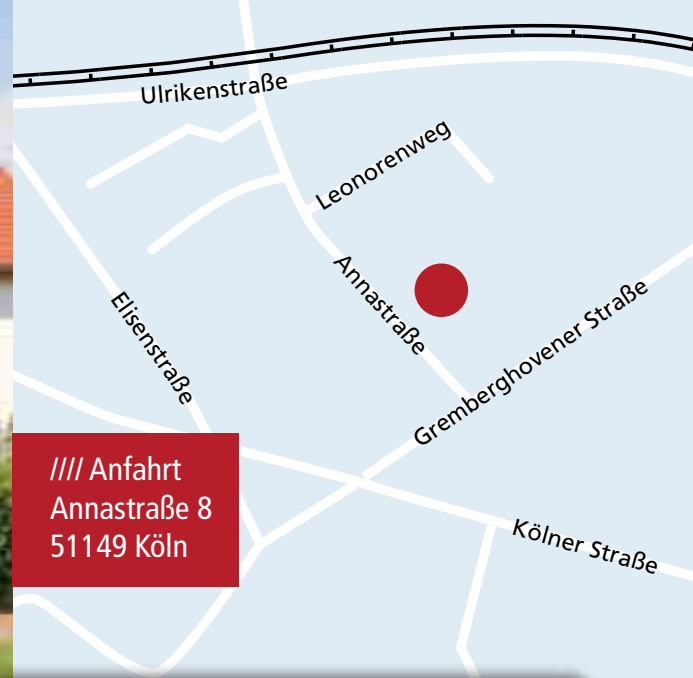 Ulrikenstraße
Leonorenweg
Annastraße
Elisenstraße
Gremberghovener Straße
//// Anfahrt
Annastraße 8
51149 Köln
Kölner Straße